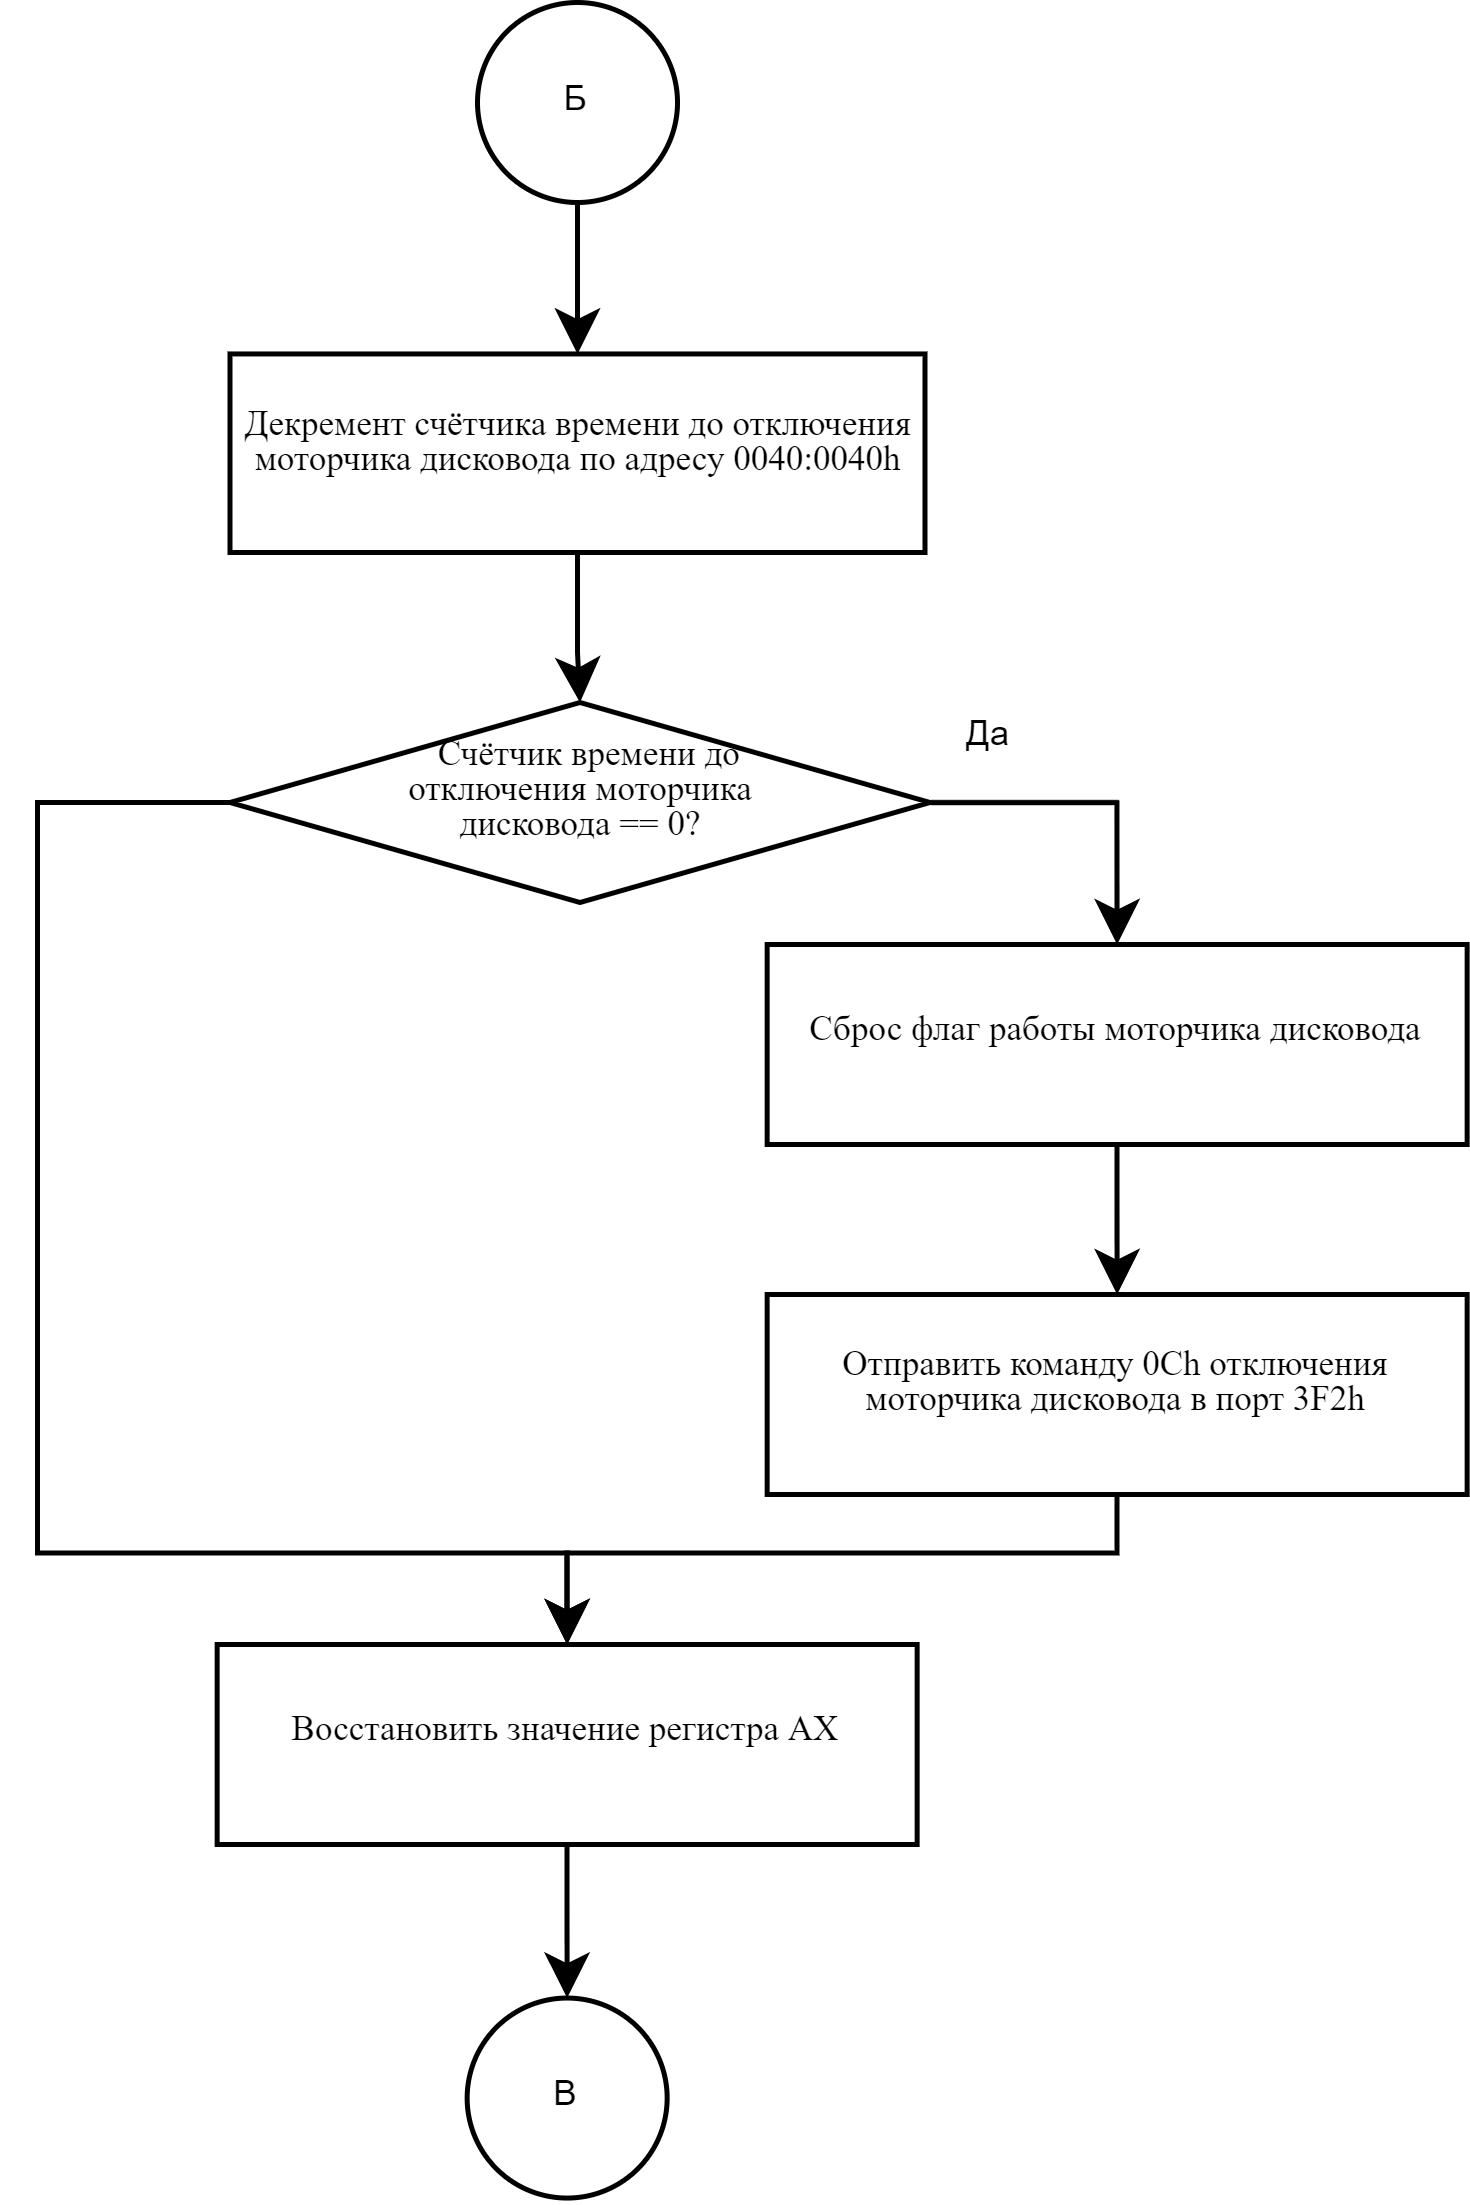 Б
Декремент счётчика времени до отключения
моторчика дисковода по адресу 0040:0040h
Счётчик времени до
отключения моторчика
дисковода == 0?
Да
Сброс флаг работы моторчика дисковода
Отправить команду 0Ch отключения
моторчика дисковода в порт 3F2h
Восстановить значение регистра AX
В